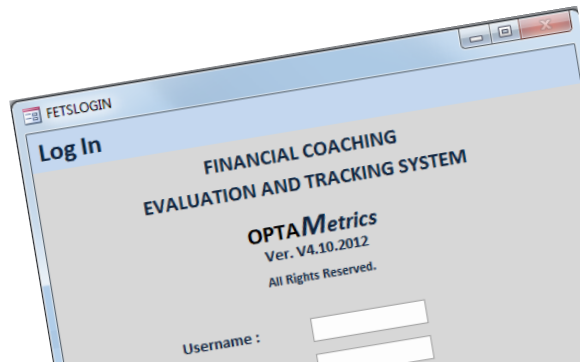 FETSLOGIN
Log In
FINANCIAL COACHING
EVALUATION AND TRACKING SYSTEM
OPTAMetrics
Ver. V4.10.2012
All Rights Reserved.
Username :